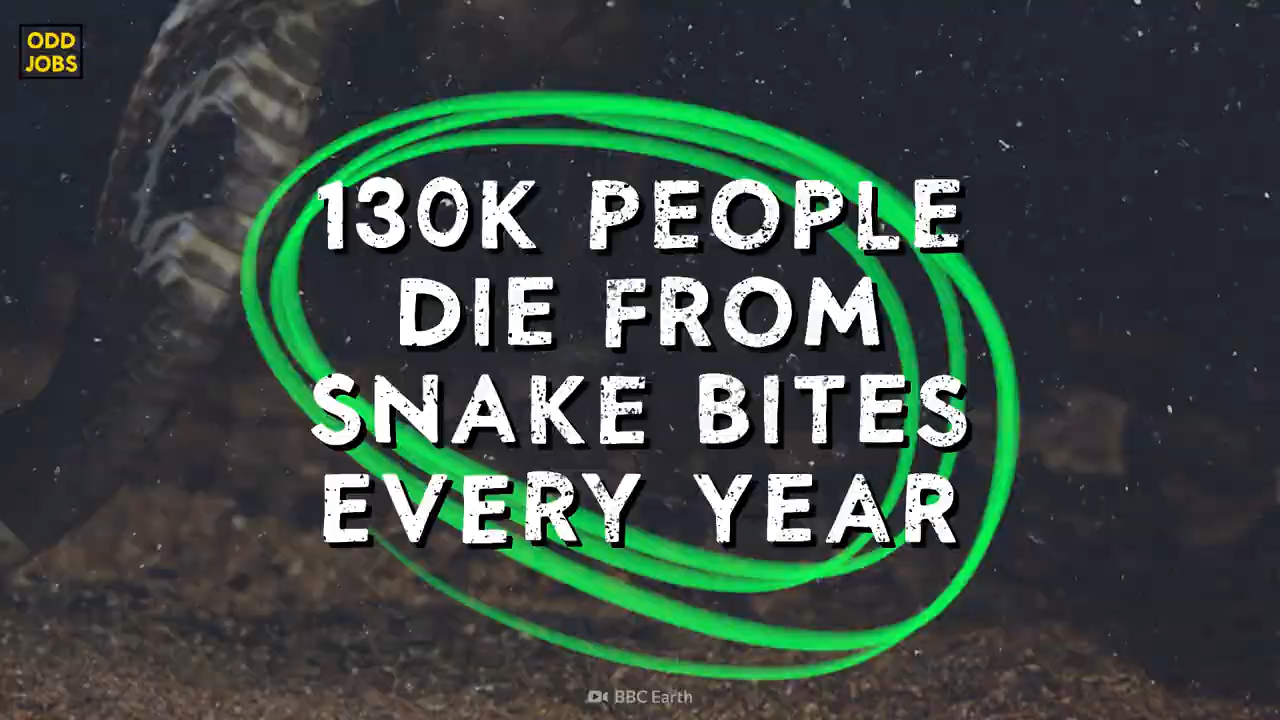 ODD
JOBS
130K PEOPLE
DIE FROM
SNAKE BITES
EVERY YEAR
BBC Earth